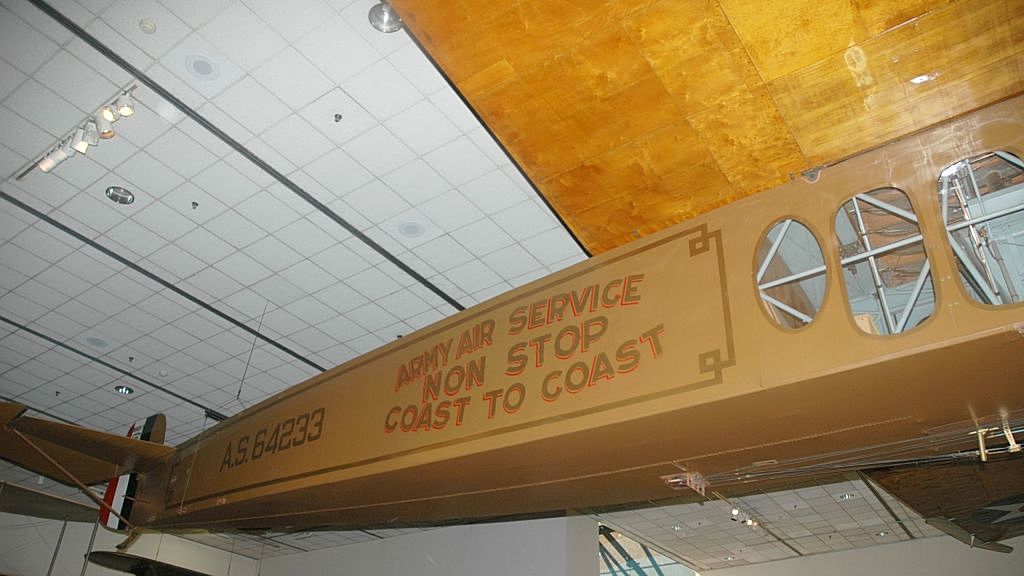 ARMY AIR SERVICE
NON STOP
COAST TO COAST
A.S. 64233